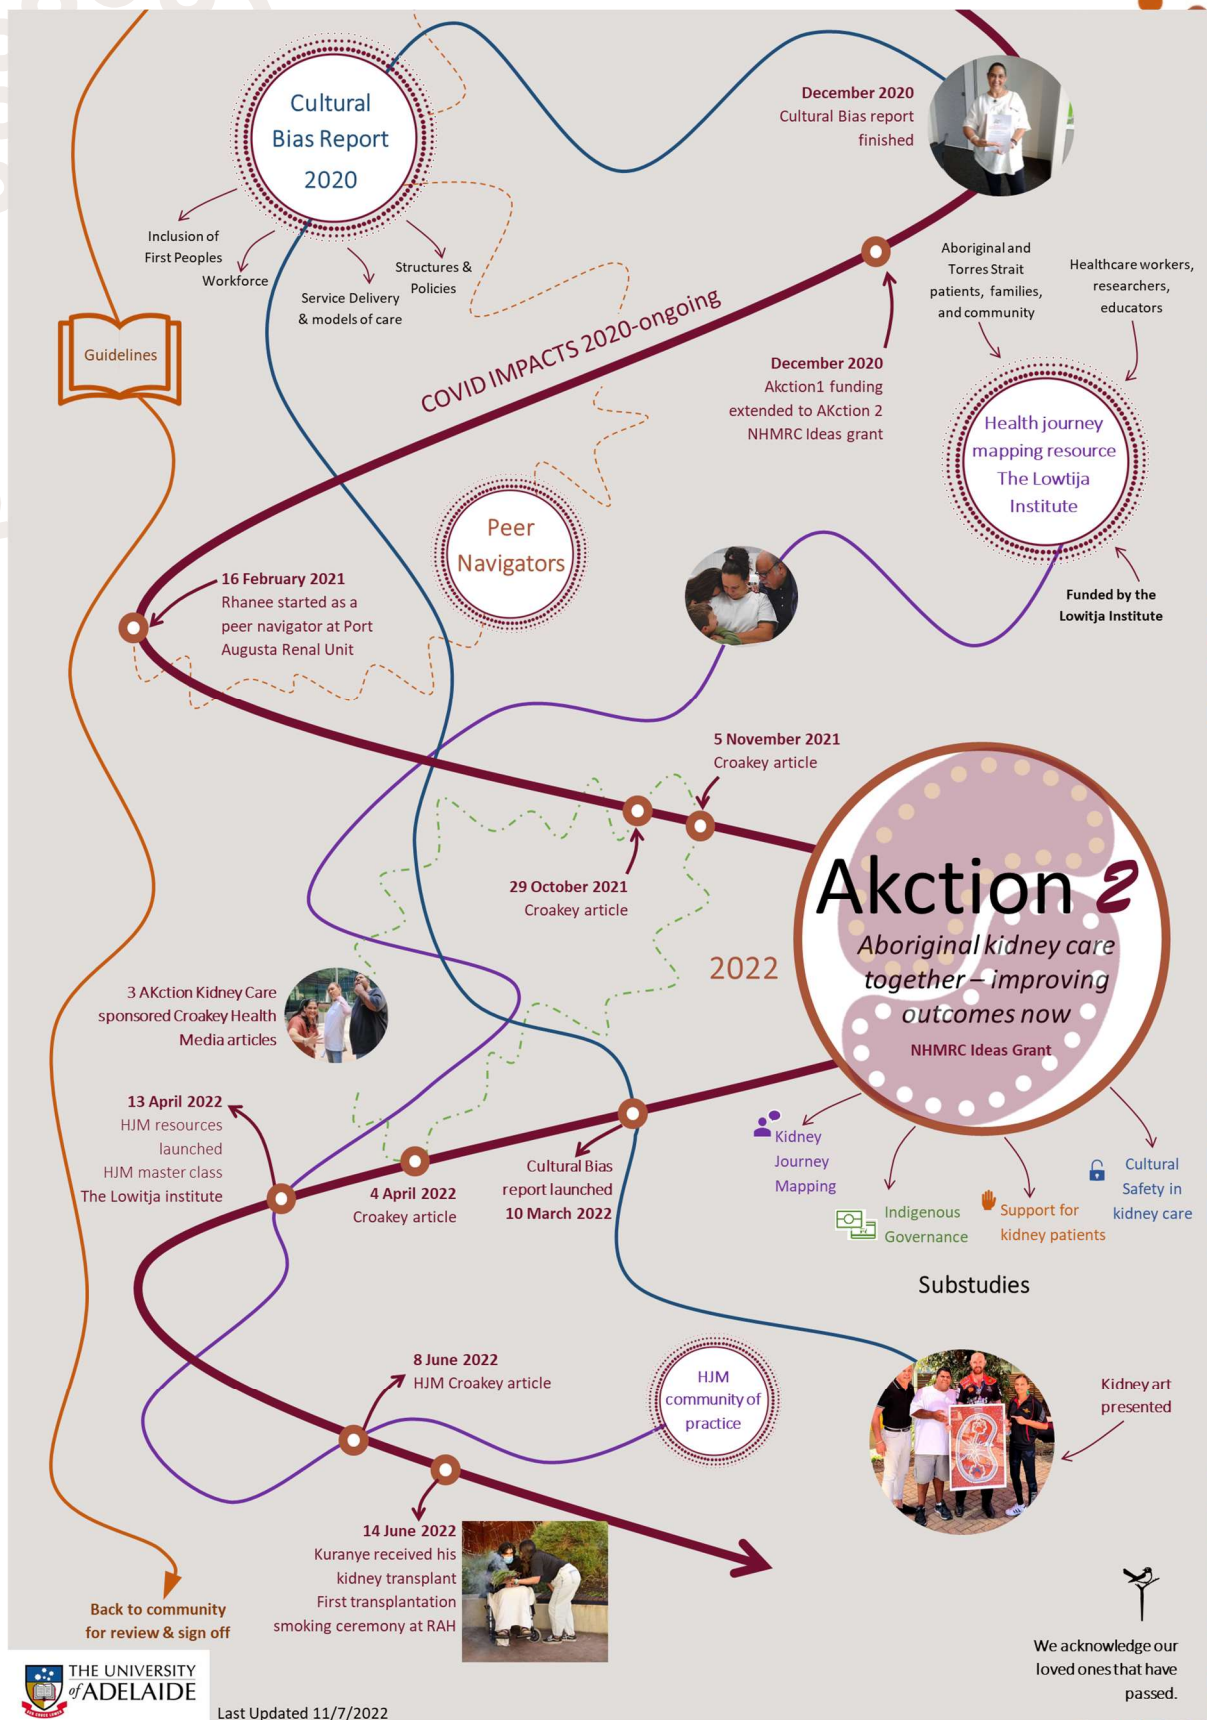 Cultural
Bias Report
2020
December 2020
Cultural Bias report
finished
Inclusion of
First Peoples
Workforce
Service Delivery
& models of care
Structures &
Policies
Guidelines
COVID IMPACTS 2020-ongoing
Aboriginal and
Torres Strait
patients, families,
and community
Healthcare workers,
researchers,
educators
December 2020
Akction1 funding
extended to AKction 2
NHMRC Ideas grant
Health journey
mapping resource
The Lowtija
Institute
Funded by the
Lowitja Institute
Peer
Navigators
16 February 2021
Rhanee started as a
peer navigator at Port
Augusta Renal Unit
5 November 2021
Croakey article
29 October 2021
Croakey article
2022
Akction 2
Aboriginal kidney care
together – improving
outcomes now
NHMRC Ideas Grant
3 AKction Kidney Care
sponsored Croakey Health
Media articles
13 April 2022
HJM resources
launched
HJM master class
The Lowitja institute
4 April 2022
Croakey article
Cultural Bias
report launched
10 March 2022
Kidney
Journey
Mapping
Indigenous
Governance
Support for
kidney patients
Cultural
Safety in
kidney care
Substudies
8 June 2022
HJM Croakey article
HJM
community of
practice
Kidney art
presented
14 June 2022
Kuranye received his
kidney transplant
First transplantation
smoking ceremony at RAH
Back to community
for review & sign off
We acknowledge our
loved ones that have
passed.
THE UNIVERSITY
of ADELAIDE
Last Updated 11/7/2022